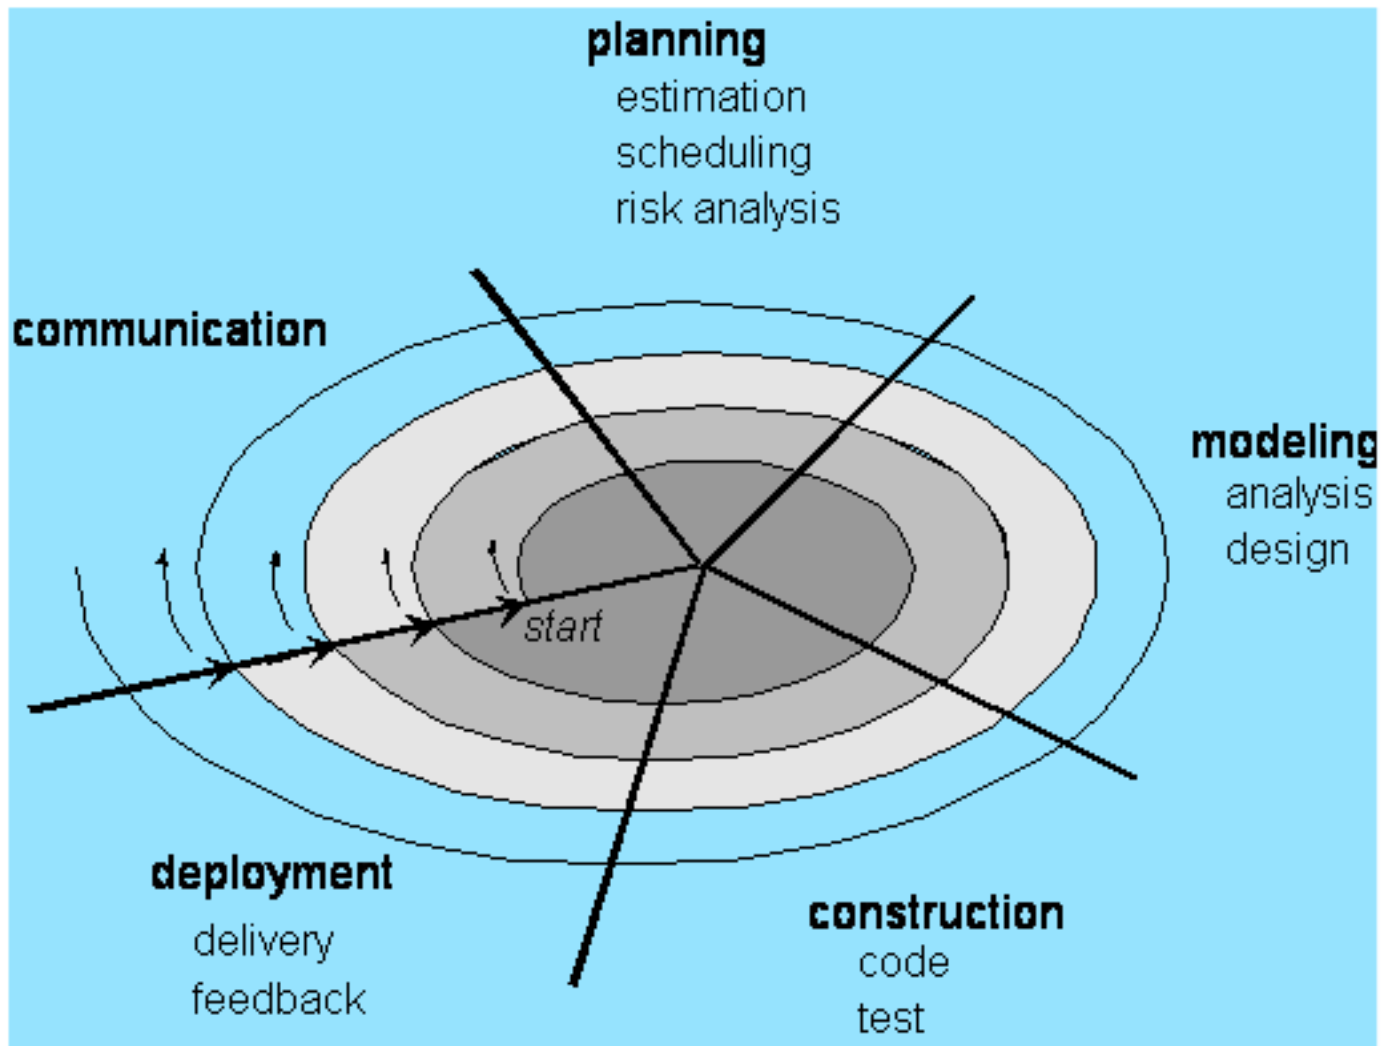 planning
estimation
scheduling
risk analysis
communication
modeling
analysis
design
start
deployment
delivery
feedback
construction
code
test